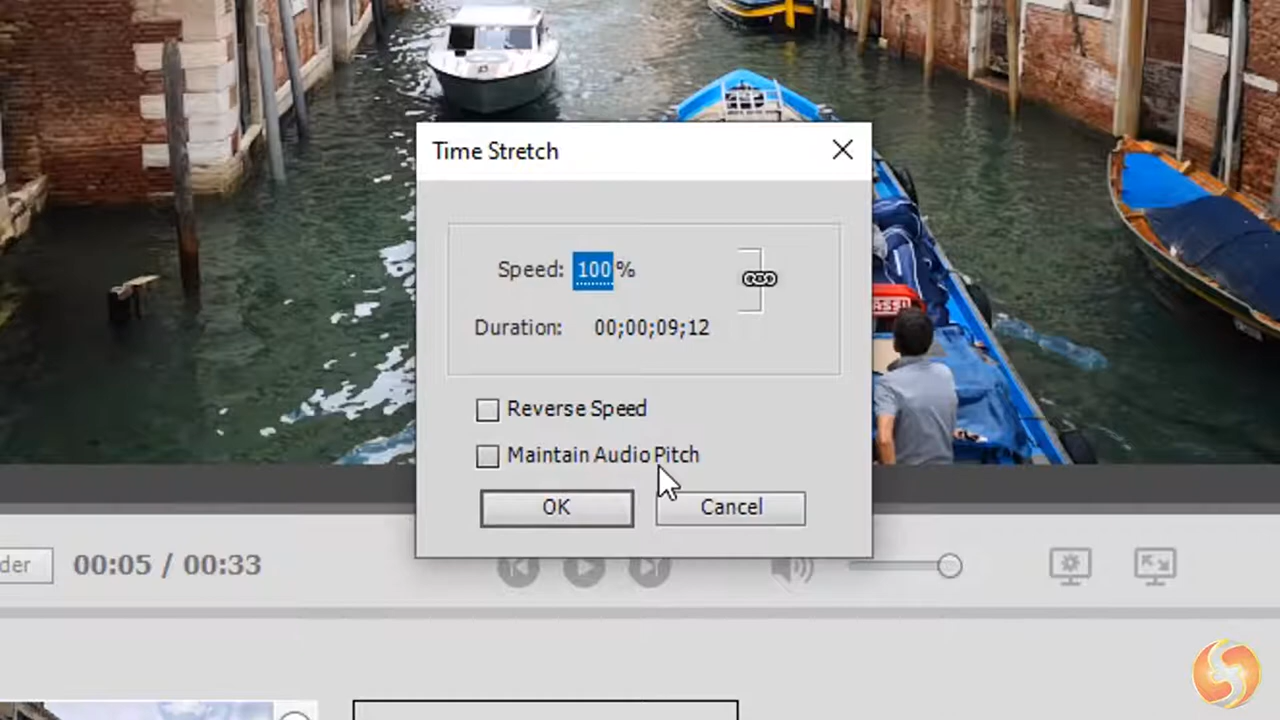 Time Stretch
Speed: 100 %
Duration: 00;00;09;12
Reverse Speed
Maintain Audio Pitch
OK Cancel
der 00:05 / 00:33